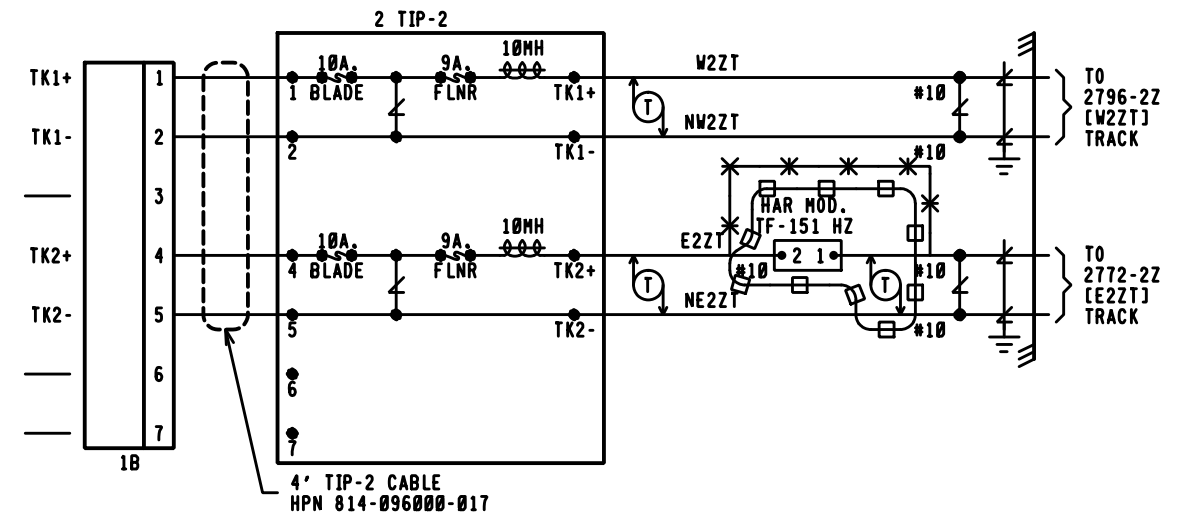 2 TIP-2
TK1+
1
1
10A.
BLADE
9A.
FLNR
10MH
TK1+
W2ZT
#10
TO
2796-2Z
[W2ZT]
TRACK
TK1-
2
2
TK1-
T
NW2ZT
#10
3
HAR MOD.
TF-151 HZ
TK2+
4
4
10A.
BLADE
9A.
FLNR
10MH
TK2+
E2ZT
#10
2 1
#10
TO
2772-2Z
[E2ZT]
TRACK
TK2-
5
5
TK2-
T
NE2ZT
T
#10
6
6
7
7
1B
4' TIP-2 CABLE
HPN 814-096000-017